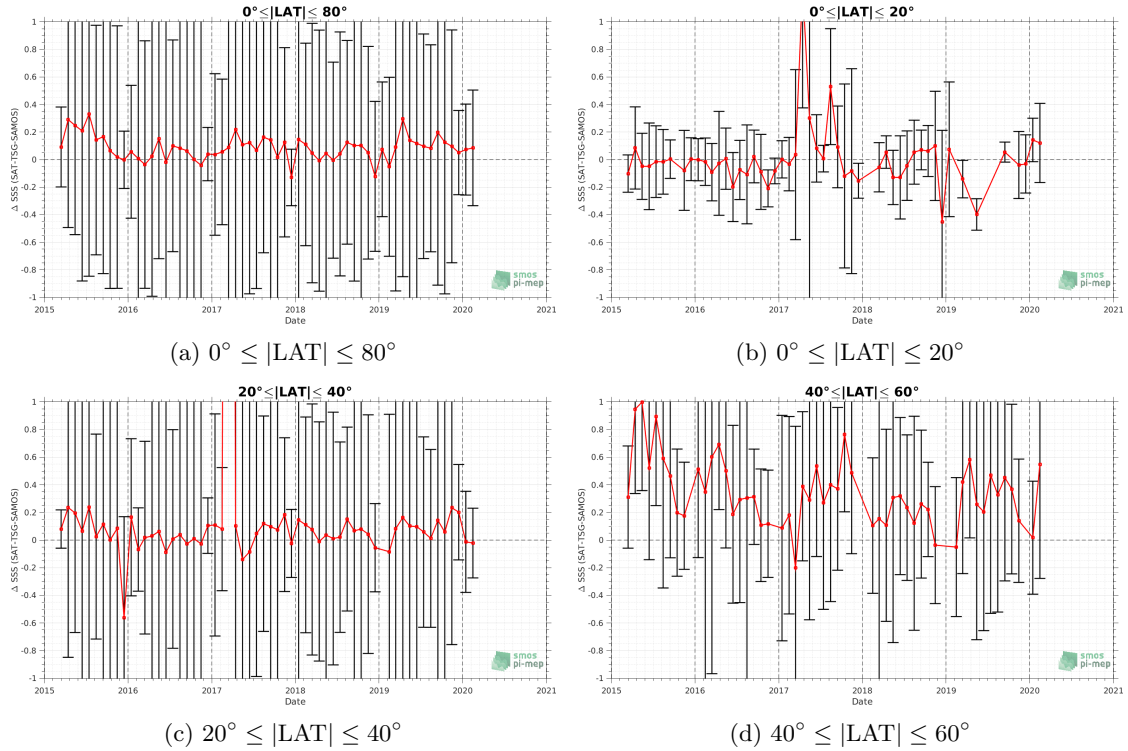 0°≤|LAT|≤ 80°
Δ SSS (SAT-TSG-SAMOS)
1
0.8
0.6
0.4
0.2
0
-0.2
-0.4
-0.6
-0.8
-1
2015 2016 2017 2018 2019 2020 2021
Date
smos
pi-mep
(a) 0° ≤ |LAT| ≤ 80°
0°≤|LAT|≤ 20°
Δ SSS (SAT-TSG-SAMOS)
1
0.8
0.6
0.4
0.2
0
-0.2
-0.4
-0.6
-0.8
-1
2015 2016 2017 2018 2019 2020 2021
Date
smos
pi-mep
(b) 0° ≤ |LAT| ≤ 20°
20°≤|LAT|≤ 40°
Δ SSS (SAT-TSG-SAMOS)
1
0.8
0.6
0.4
0.2
0
-0.2
-0.4
-0.6
-0.8
-1
2015 2016 2017 2018 2019 2020 2021
Date
smos
pi-mep
(c) 20° ≤ |LAT| ≤ 40°
40°≤|LAT|≤ 60°
Δ SSS (SAT-TSG-SAMOS)
1
0.8
0.6
0.4
0.2
0
-0.2
-0.4
-0.6
-0.8
-1
2015 2016 2017 2018 2019 2020 2021
Date
smos
pi-mep
(d) 40° ≤ |LAT| ≤ 60°